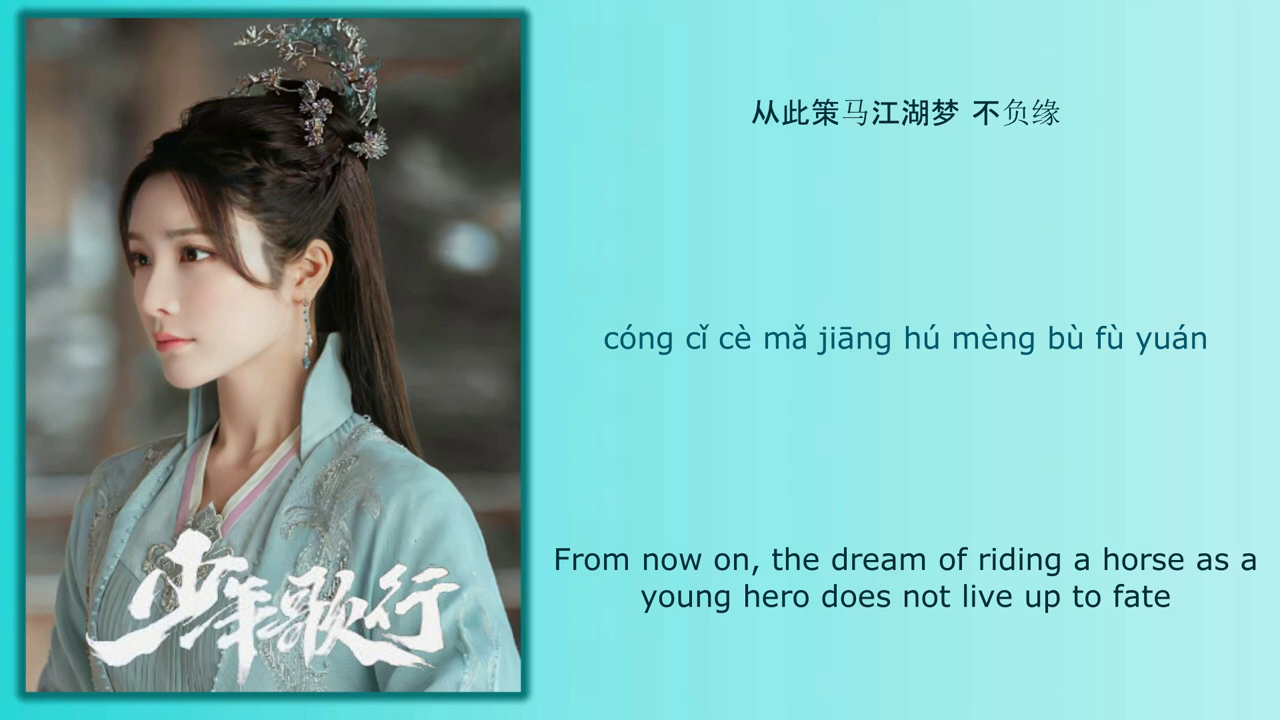 少年歌行
从此策马江湖梦 不负缘
cóng cǐ cè mǎ jiāng hú mèng bù fù yuán
From now on, the dream of riding a horse as a
young hero does not live up to fate